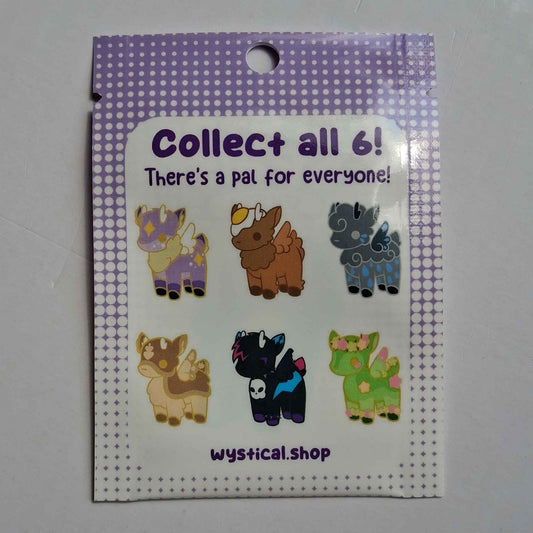 Collect all 6!
There's a pal for everyone!
wystical.shop